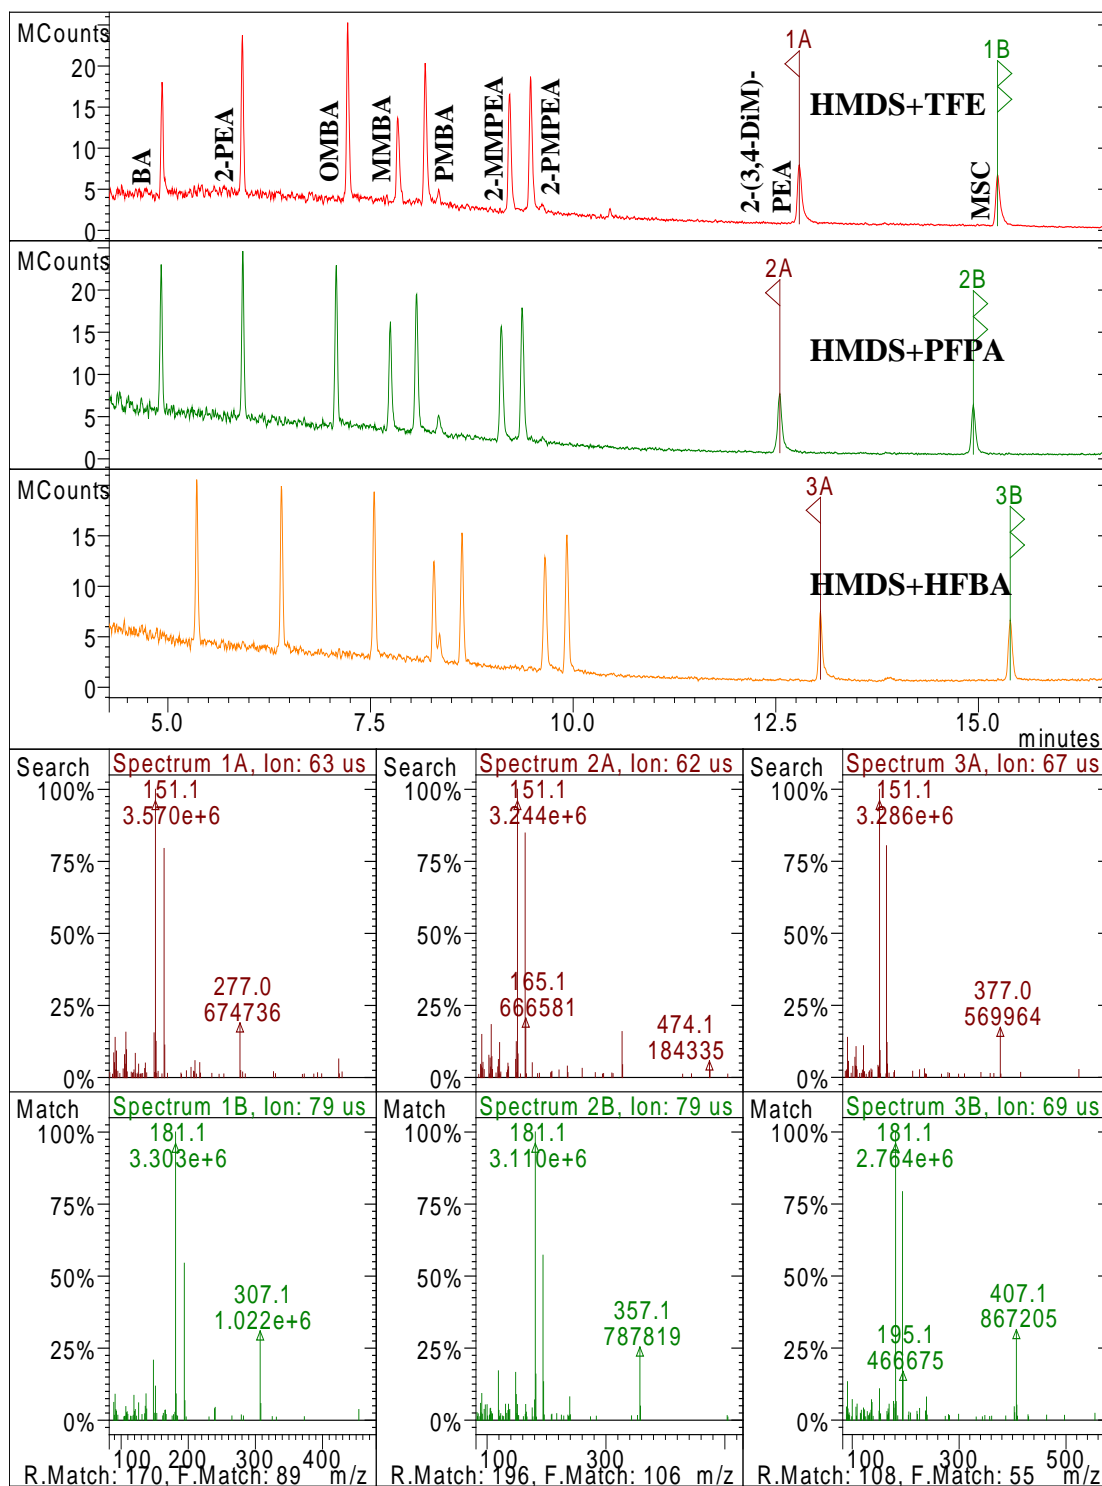 MCounts
20
15
10
5
0
BA
2-PEA
OMBA
MMBA
PMBA
2-MMPEA
2-PMPEA
2-(3,4-DiM)-
PEA
MSC
1A
1B
HMDS+TFE
MCounts
20
15
10
5
0
2A
2B
HMDS+PFPA
MCounts
15
10
5
0
3A
3B
HMDS+HFBA
5.0 7.5 10.0 12.5 15.0
minutes
Search
Spectrum 1A, Ion: 63 us
100%
75%
50%
25%
0%
151.1
3.570e+6
277.0
674736
Search
Spectrum 2A, Ion: 62 us
100%
75%
50%
25%
0%
151.1
3.244e+6
165.1
666581
474.1
184335
Search
Spectrum 3A, Ion: 67 us
100%
75%
50%
25%
0%
151.1
3.286e+6
377.0
569964
Match
Spectrum 1B, Ion: 79 us
100%
75%
50%
25%
0%
181.1
3.303e+6
307.1
1.022e+6
100 200 300 400
R.Match: 170, F.Match: 89 m/z
Match
Spectrum 2B, Ion: 79 us
100%
75%
50%
25%
0%
181.1
3.110e+6
357.1
787819
100 300
R.Match: 196, F.Match: 106 m/z
Match
Spectrum 3B, Ion: 69 us
100%
75%
50%
25%
0%
181.1
2.764e+6
195.1
466675
407.1
867205
100 300 500
R.Match: 108, F.Match: 55 m/z